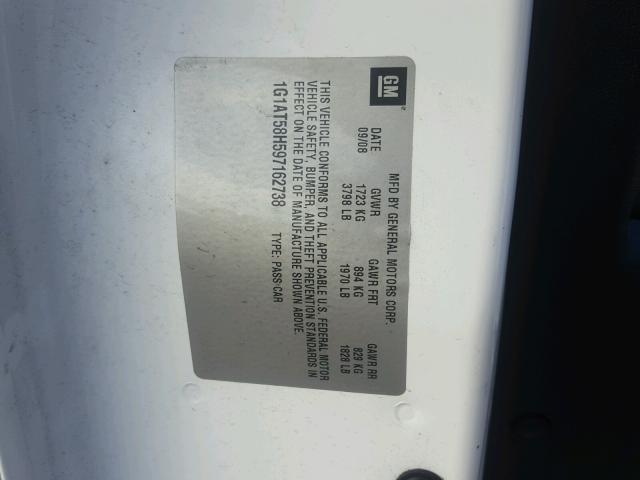 GM
MFD BY GENERAL MOTORS CORP.
DATE GVWR GAWR FRT GAWR RR
09/08 1723 KG 894 KG 829 KG
3798 LB 1970 LB 1828 LB
THIS VEHICLE CONFORMS TO ALL APPLICABLE U.S. FEDERAL MOTOR
VEHICLE SAFETY, BUMPER, AND THEFT PREVENTION STANDARDS IN
EFFECT ON THE DATE OF MANUFACTURE SHOWN ABOVE.
1G1AT58H597162738 TYPE: PASS CAR